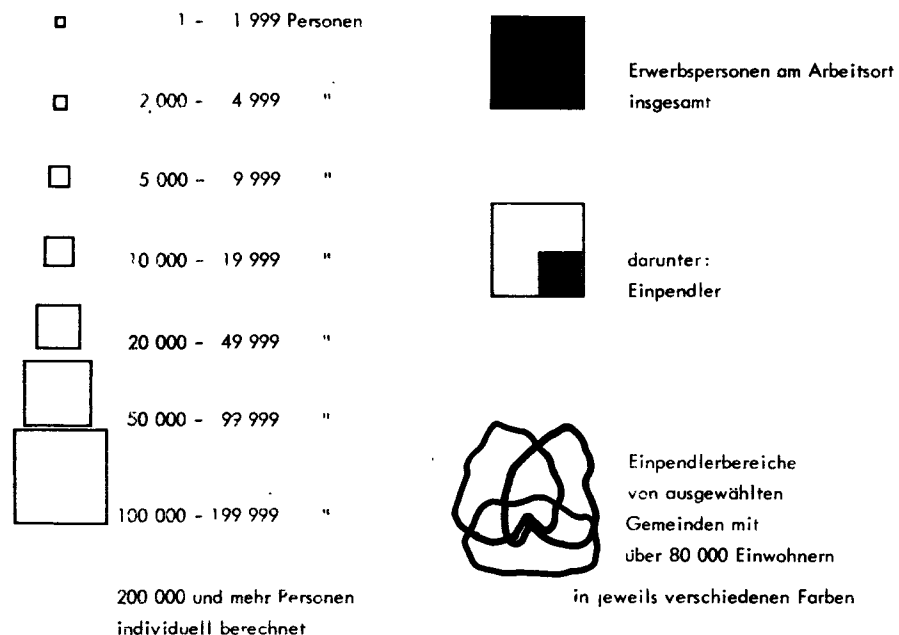 1 - 1 999 Personen
2 000 - 4 999 "
5 000 - 9 999 "
10 000 - 19 999 "
20 000 - 49 999 "
50 000 - 99 999 "
100 000 - 199 999 "
200 000 und mehr Personen
individuell berechnet
Erwerbspersonen am Arbeitsort
insgesamt
darunter:
Einpendler
Einpendlerbereiche
von ausgewählten
Gemeinden mit
über 80 000 Einwohnern
in jeweils verschiedenen Farben